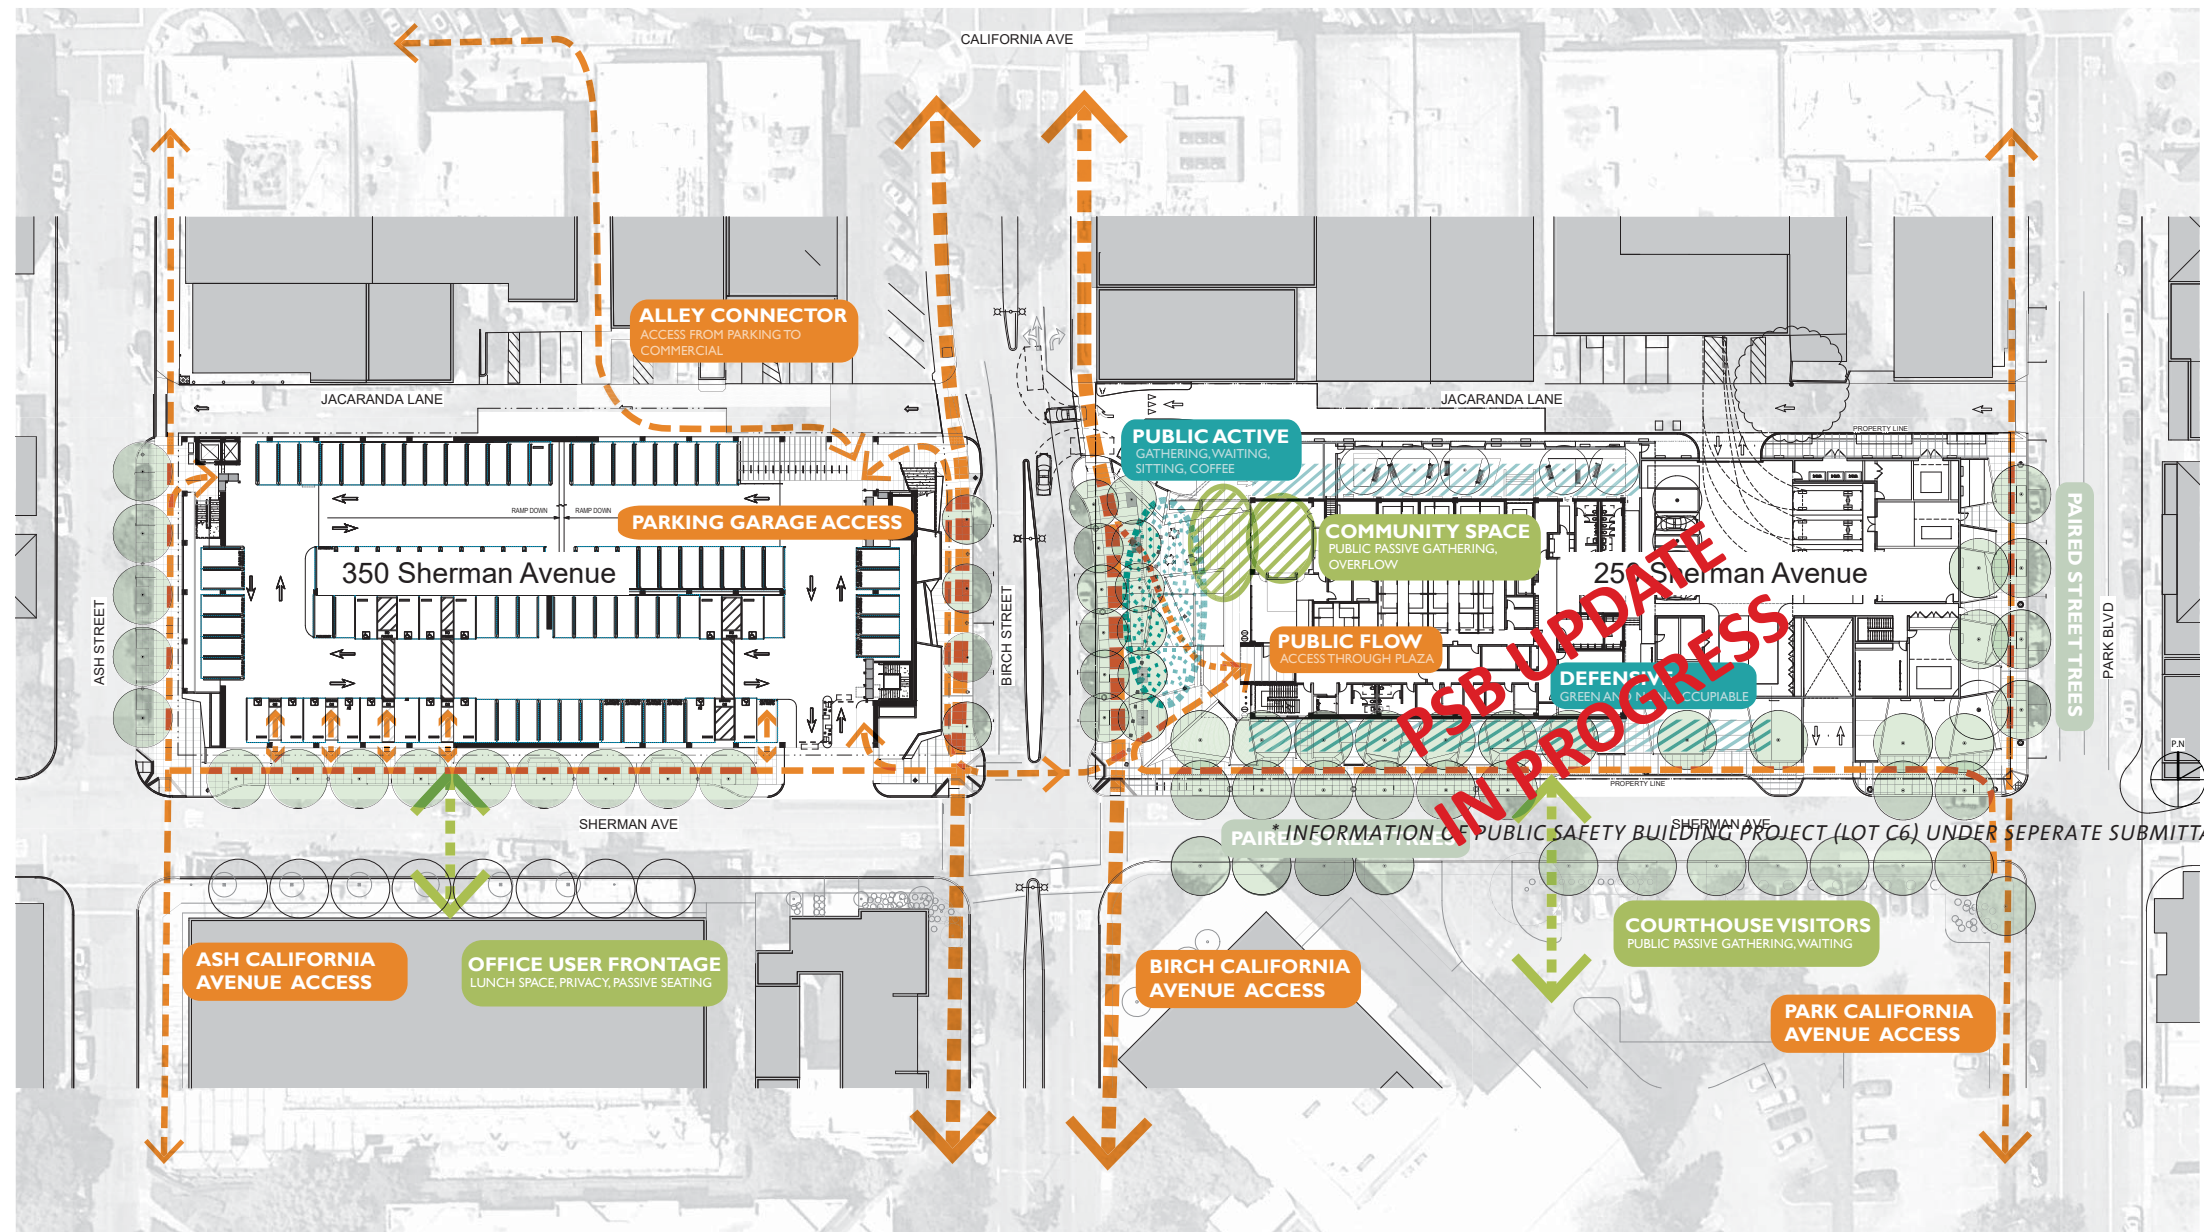 CALIFORNIA AVE
ALLEY CONNECTOR
ACCESS FROM PARKING TO
COMMERCIAL
JACARANDA LANE
JACARANDA LANE
PROPERTY LINE
PUBLIC ACTIVE
GATHERING, WAITING,
SITTING, COFFEE
RAMP DOWN
RAMP DOWN
PARKING GARAGE ACCESS
COMMUNITY SPACE
PUBLIC PASSIVE GATHERING,
OVERFLOW
350 Sherman Avenue
250 Sherman Avenue
PAIRED STREET TREES
ASH STREET
BIRCH STREET
PARK BLVD
PUBLIC FLOW
ACCESS THROUGH PLAZA
DEFENSIVE
GREEN AND NON-OCCUPIABLE
PSB UPDATE
IN PROGRESS
P.N
PROPERTY LINE
SHERMAN AVE
SHERMAN AVE
PAIRED STREET TREES
* INFORMATION OF PUBLIC SAFETY BUILDING PROJECT (LOT C6) UNDER SEPERATE SUBMITTA
ASH CALIFORNIA
AVENUE ACCESS
OFFICE USER FRONTAGE
LUNCH SPACE, PRIVACY, PASSIVE SEATING
BIRCH CALIFORNIA
AVENUE ACCESS
COURTHOUSE VISITORS
PUBLIC PASSIVE GATHERING, WAITING
PARK CALIFORNIA
AVENUE ACCESS